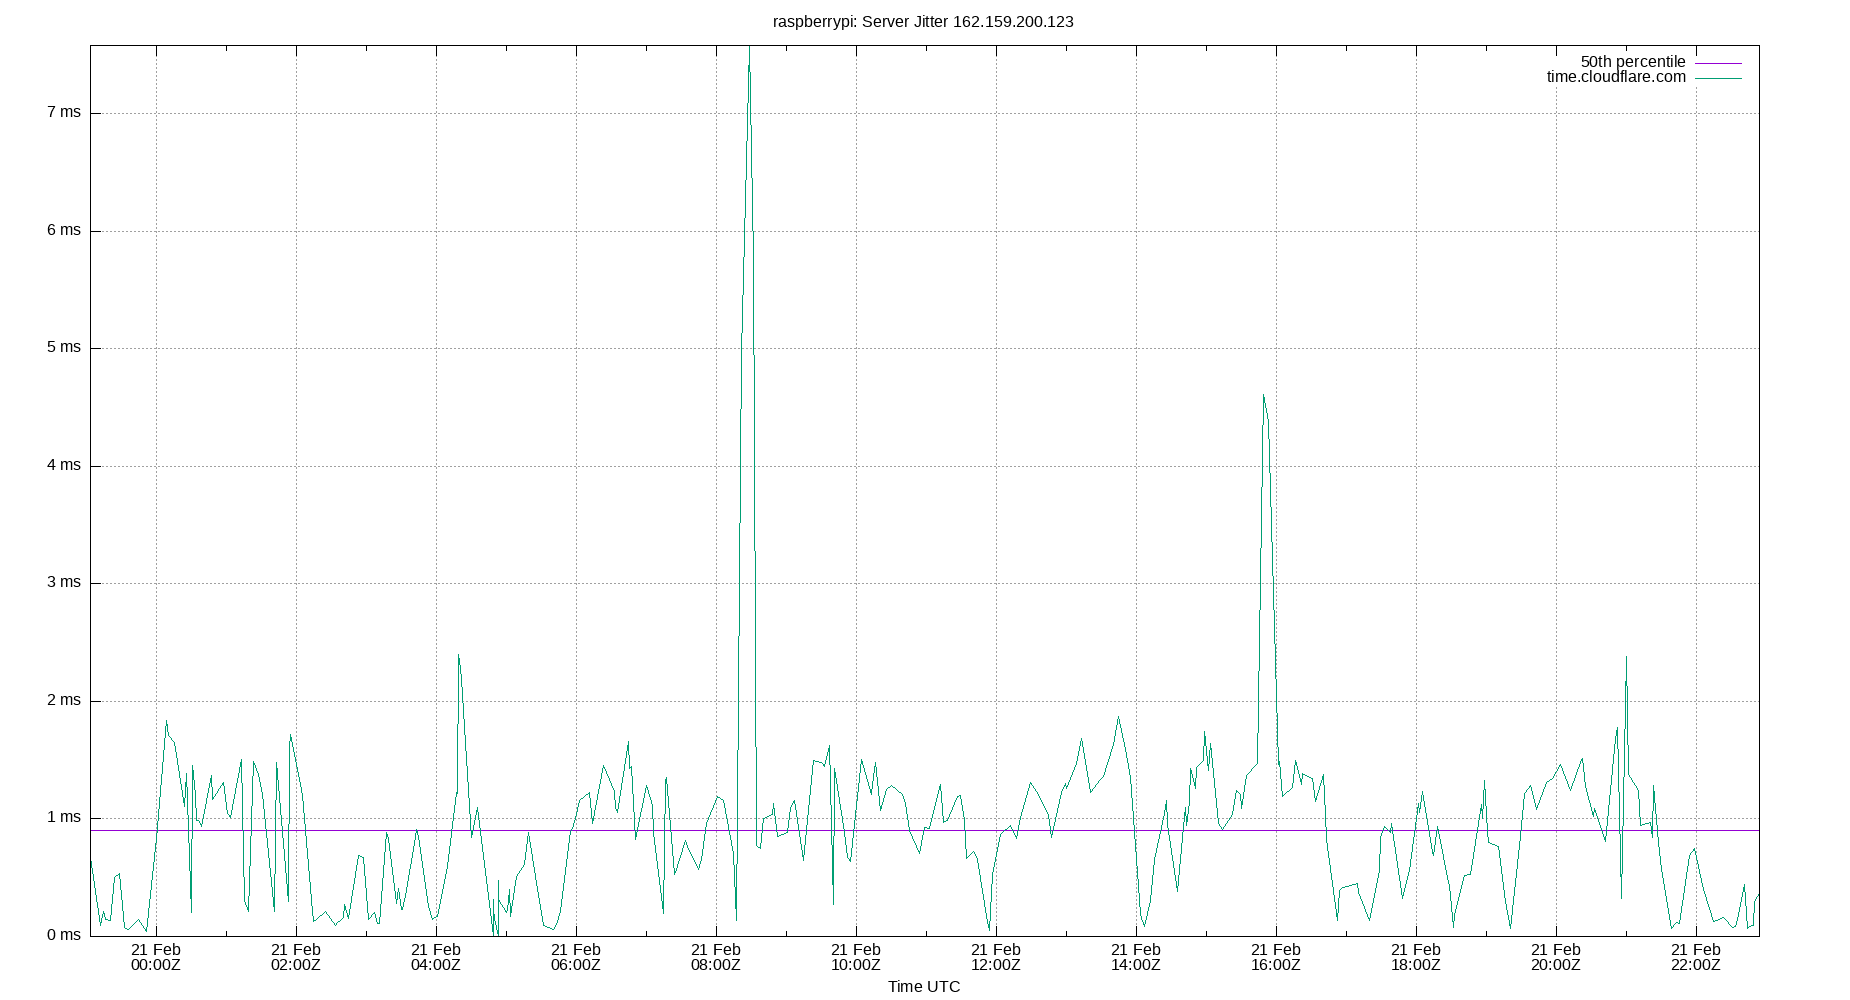 raspberrypi: Server Jitter 162.159.200.123
50th percentile
time.cloudflare.com
7 ms
6 ms
5 ms
4 ms
3 ms
2 ms
1 ms
0 ms
21 Feb 21 Feb 21 Feb 21 Feb 21 Feb 21 Feb 21 Feb 21 Feb 21 Feb 21 Feb 21 Feb 21 Feb
00:00Z 02:00Z 04:00Z 06:00Z 08:00Z 10:00Z 12:00Z 14:00Z 16:00Z 18:00Z 20:00Z 22:00Z
Time UTC